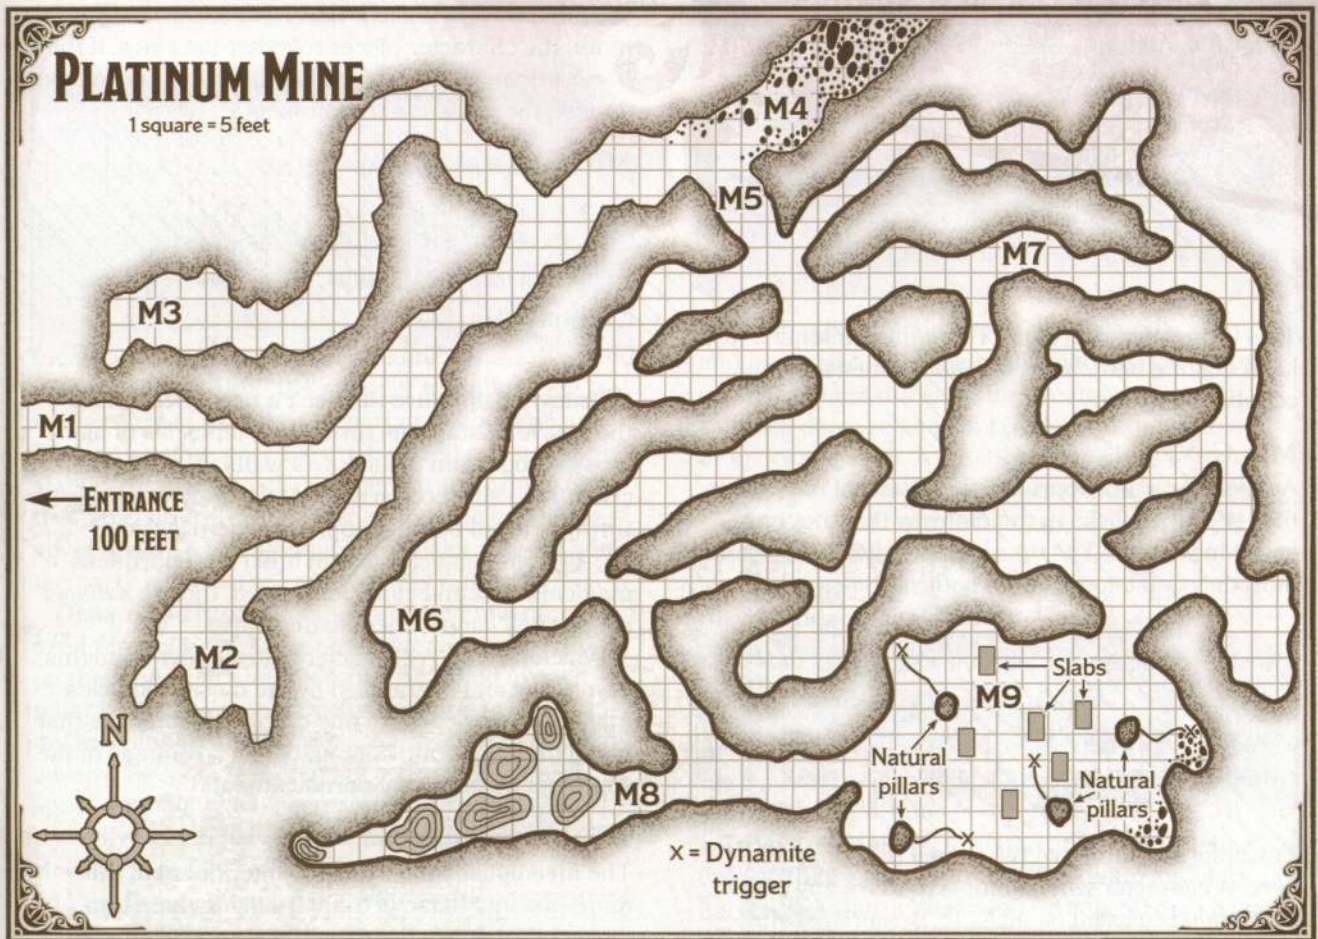 PLATINUM MINE
1 square = 5 feet
M4
M5
M7
M3
M1
ENTRANCE
100 FEET
M6
M2
Slabs
M9
N
Natural
pillars
Natural
pillars
M8
X = Dynamite
trigger
X
X
X
X